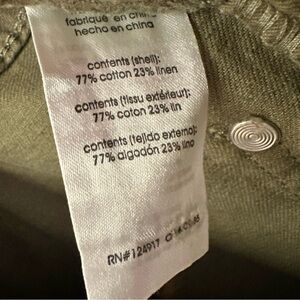 fabriqué en chine
hecho en china
contents (shell):
77% cotton 23% linen
contenu (tissu extérieur):
77% coton 23% lin
contents (tejido externo):
77% algodón 23% lino
RN#124917